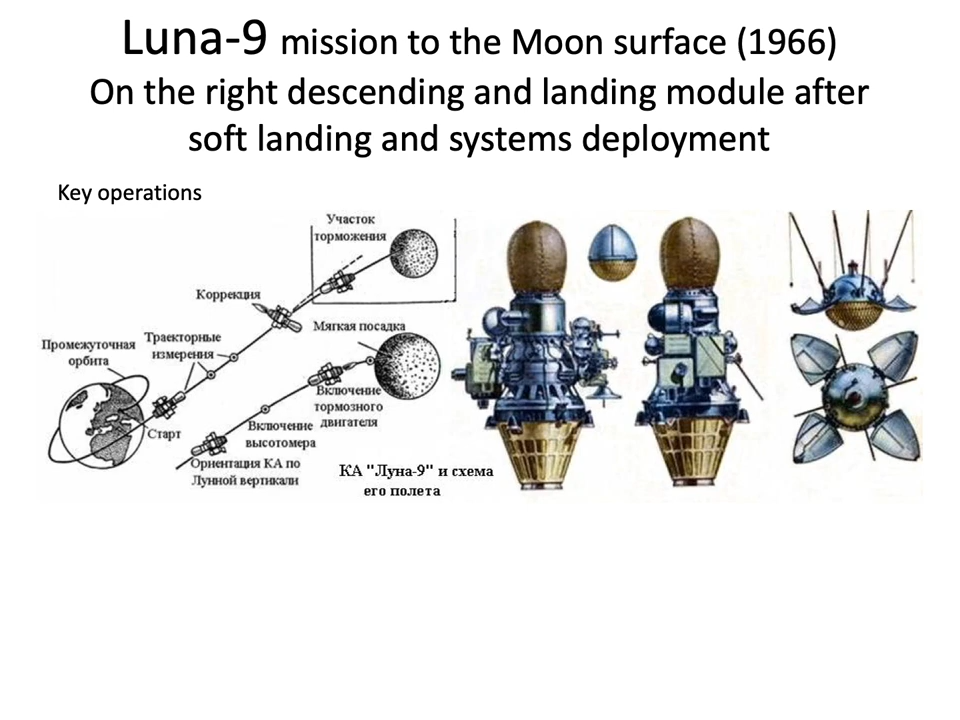 Luna-9 mission to the Moon surface (1966)
On the right descending and landing module after
soft landing and systems deployment
Key operations
Участок
торможения
Коррекция
Мягкая посадка
Траекторные
измерения
Промежуточная
орбита
Старт
Включение
тормозного
двигателя
Включение
высотомера
Ориентация КА по
Лунной вертикали
КА "Луна-9" и схема
его полета